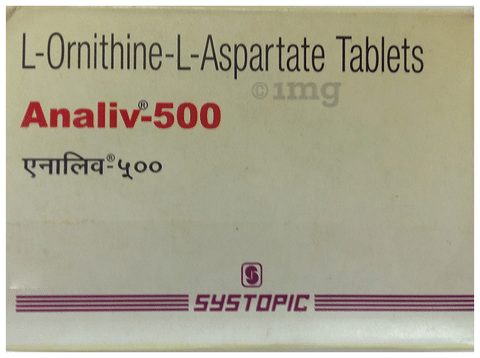 L-Ornithine-L-Aspartate Tablets
©1mg
Analiv®-500
एनालिव®-५००
S
SYSTOPIC